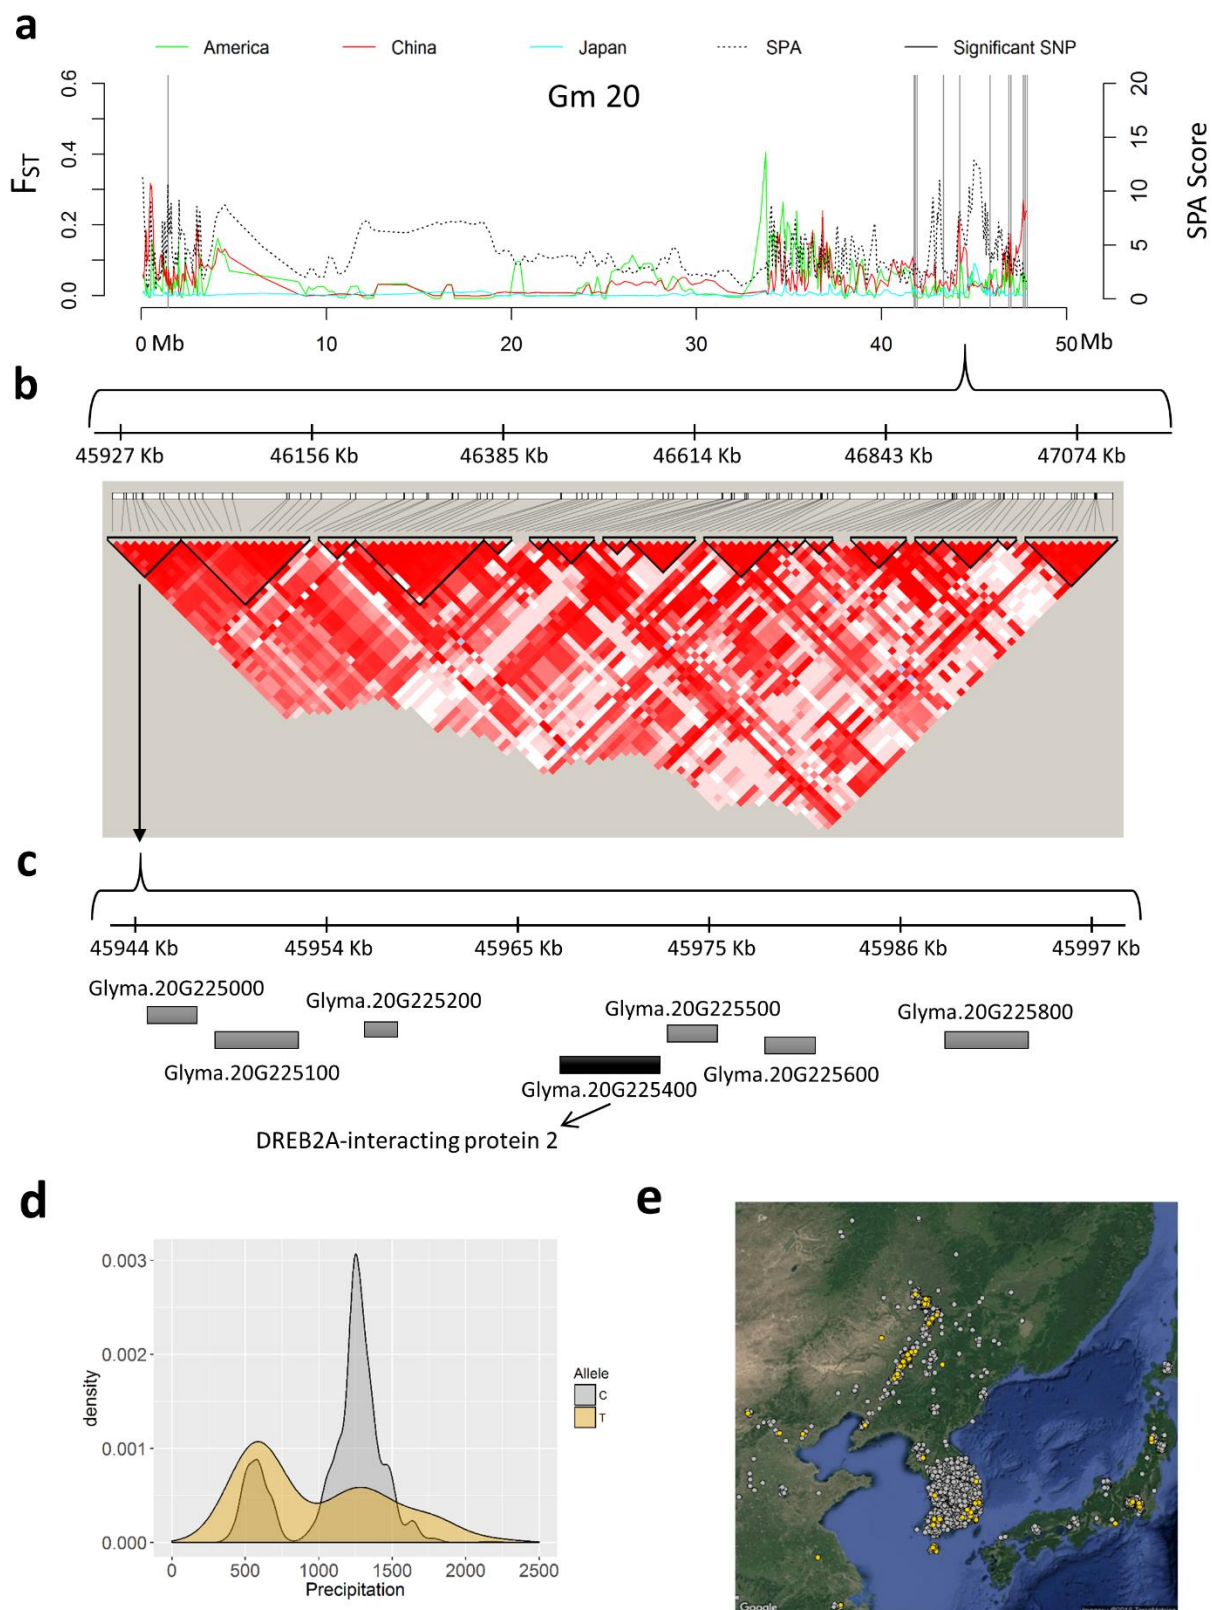 a
America China Japan SPA Significant SNP
Gm 20
0.6
0.4
0.2
0.0
FST
20
15
10
5
0
SPA Score
0 Mb 10 20 30 40 50 Mb
b
45927 Kb 46156 Kb 46385 Kb 46614 Kb 46843 Kb 47074 Kb
c
45944 Kb 45954 Kb 45965 Kb 45975 Kb 45986 Kb 45997 Kb
Glyma.20G225000
Glyma.20G225200
Glyma.20G225500
Glyma.20G225800
Glyma.20G225100
Glyma.20G225400
Glyma.20G225600
DREB2A-interacting protein 2
d
0.003
0.002
0.001
0.000
density
0 500 1000 1500 2000 2500
Precipitation
Allele
C
T
e
Google